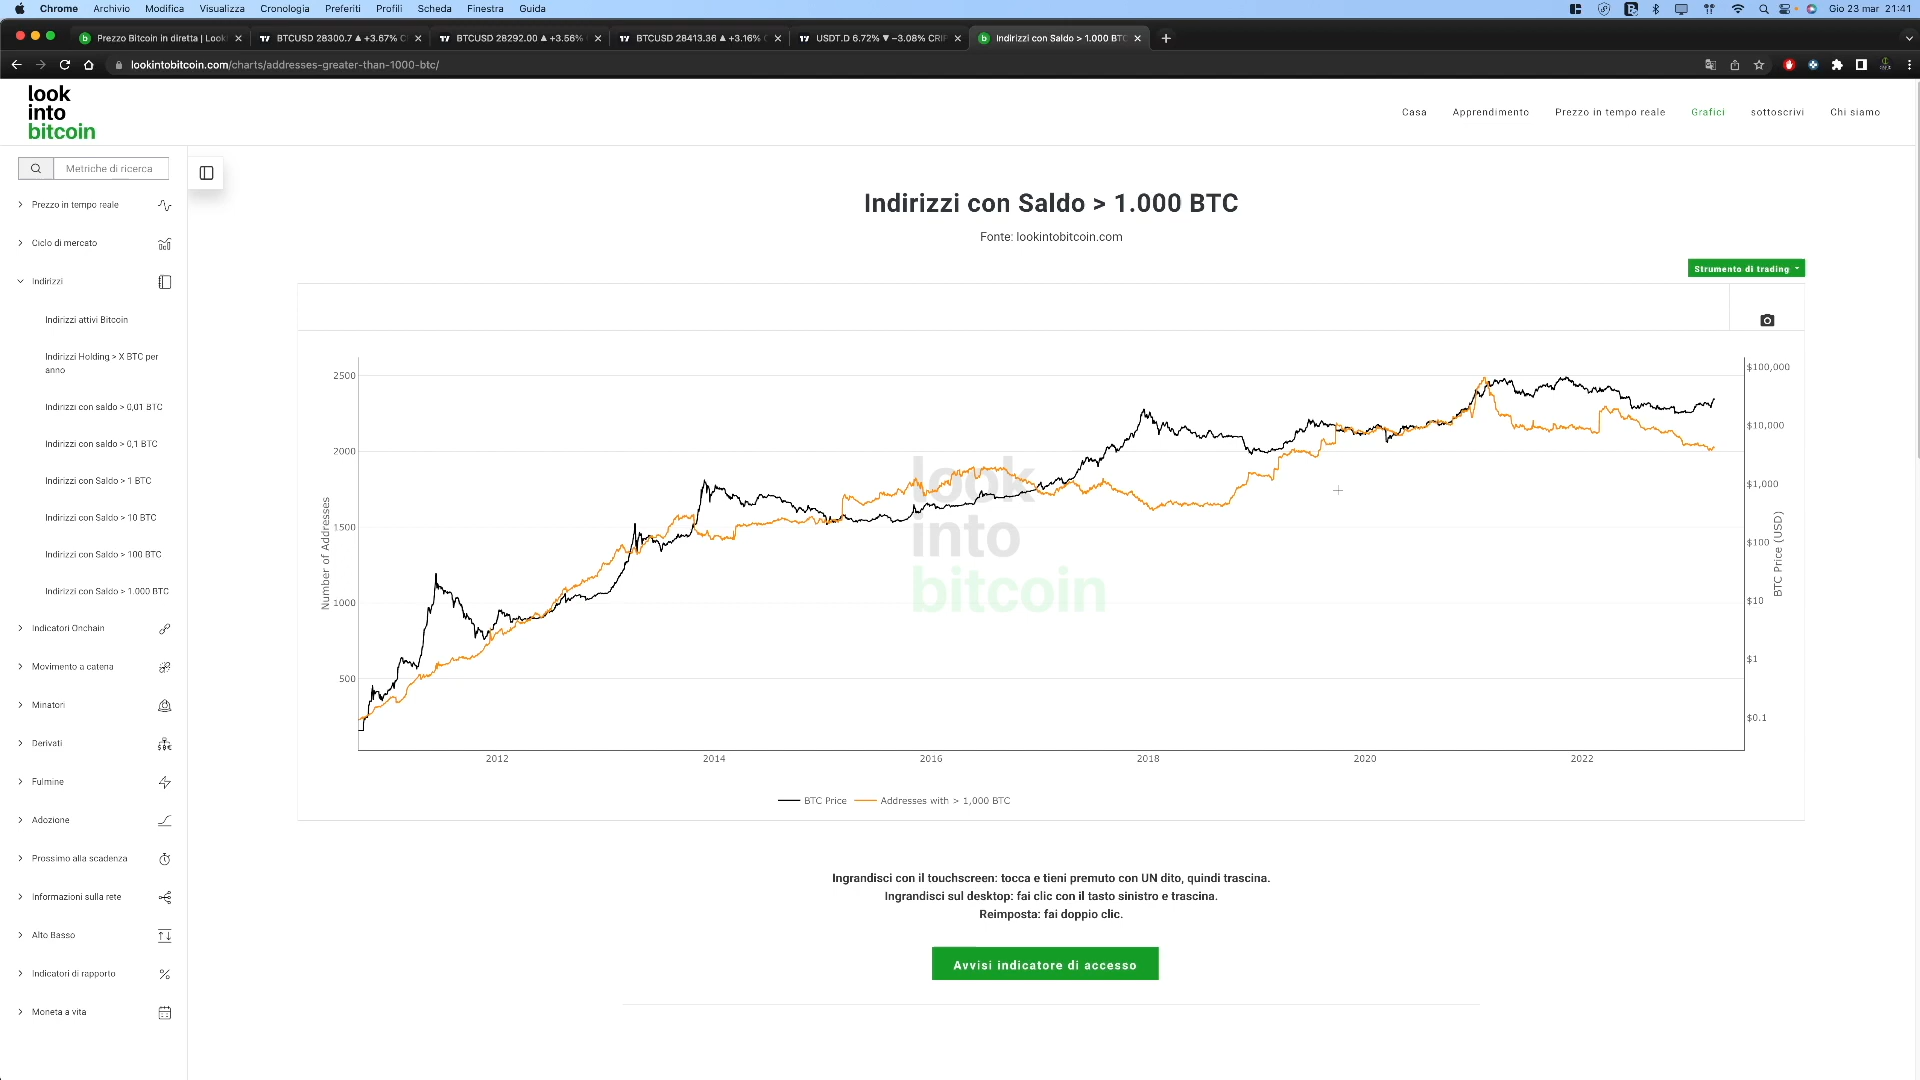 Chrome Archivio Modifica Visualizza Cronologia Preferiti Profili Scheda Finestra Guida Gio 23 mar 21:41
Prezzo Bitcoin in diretta | Look BTCUSD 28300.7 ▲ +3.67% BTCUSD 28292.00 ▲ +3.56% BTCUSD 28413.36 ▲ +3.16% USDT.D 6.72% ▼ −3.08% CRI Indirizzi con Saldo > 1.000 BTC
lookintobitcoin.com/charts/addresses-greater-than-1000-btc/
look
into
bitcoin
Casa Apprendimento Prezzo in tempo reale Grafici sottoscrivi Chi siamo
Metriche di ricerca
Prezzo in tempo reale
Ciclo di mercato
Indirizzi
Indirizzi attivi Bitcoin
Indirizzi Holding > X BTC per
anno
Indirizzi con saldo > 0,01 BTC
Indirizzi con saldo > 0,1 BTC
Indirizzi con Saldo > 1 BTC
Indirizzi con Saldo > 10 BTC
Indirizzi con Saldo > 100 BTC
Indirizzi con Saldo > 1.000 BTC
Indicatori Onchain
Movimento a catena
Minatori
Derivati
Fulmine
Adozione
Prossimo alla scadenza
Informazioni sulla rete
Alto Basso
Indicatori di rapporto
Moneta a vita
Indirizzi con Saldo > 1.000 BTC
Fonte: lookintobitcoin.com
Strumento di trading
Number of Addresses
2500
2000
1500
1000
500
look
into
bitcoin
$100,000
$10,000
$1,000
$100
$10
$1
$0.1
BTC Price (USD)
2012 2014 2016 2018 2020 2022
BTC Price Addresses with > 1,000 BTC
Ingrandisci con il touchscreen: tocca e tieni premuto con UN dito, quindi trascina.
Ingrandisci sul desktop: fai clic con il tasto sinistro e trascina.
Reimposta: fai doppio clic.
Avvisi indicatore di accesso